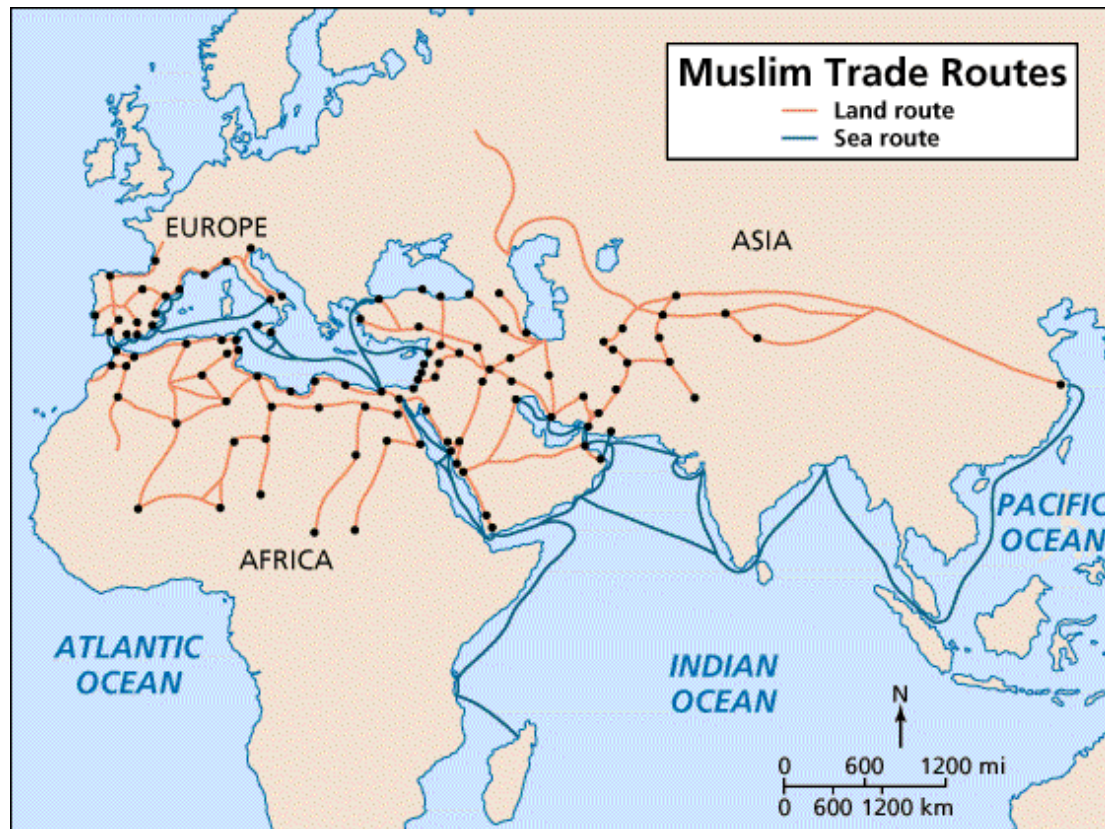 Muslim Trade Routes
Land route
Sea route
EUROPE
ASIA
PACIFIC
OCEAN
AFRICA
ATLANTIC
OCEAN
INDIAN
OCEAN
N
0 600 1200 mi
0 600 1200 km